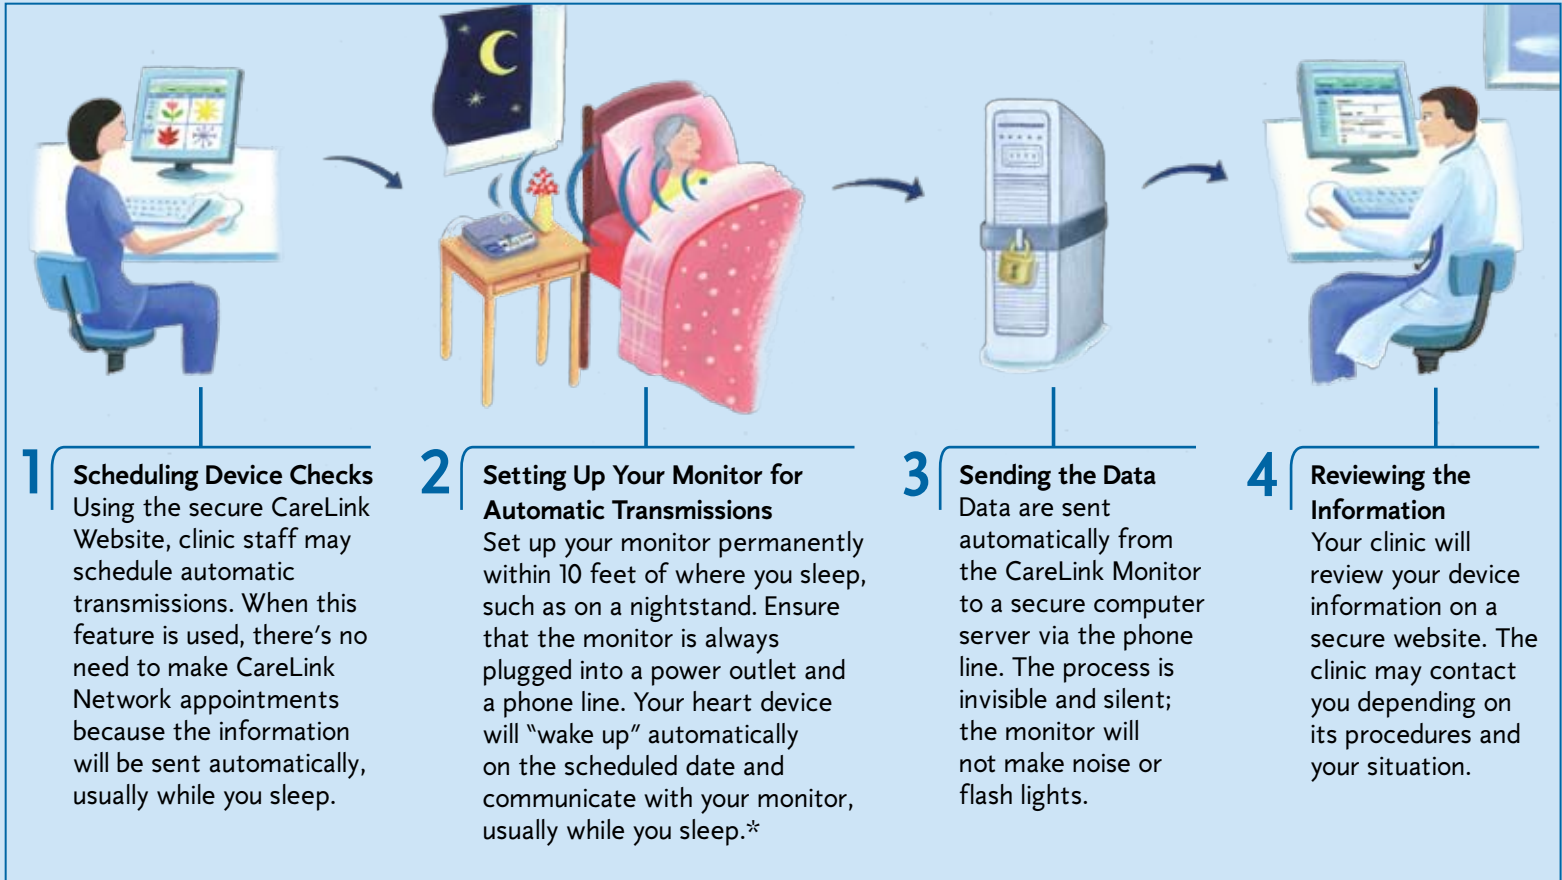 1
Scheduling Device Checks
Using the secure CareLink
Website, clinic staff may
schedule automatic
transmissions. When this
feature is used, there's no
need to make CareLink
Network appointments
because the information
will be sent automatically,
usually while you sleep.
2
Setting Up Your Monitor for
Automatic Transmissions
Set up your monitor permanently
within 10 feet of where you sleep,
such as on a nightstand. Ensure
that the monitor is always
plugged into a power outlet and
a phone line. Your heart device
will "wake up" automatically
on the scheduled date and
communicate with your monitor,
usually while you sleep.*
3
Sending the Data
Data are sent
automatically from
the CareLink Monitor
to a secure computer
server via the phone
line. The process is
invisible and silent;
the monitor will
not make noise or
flash lights.
4
Reviewing the
Information
Your clinic will
review your device
information on a
secure website. The
clinic may contact
you depending on
its procedures and
your situation.